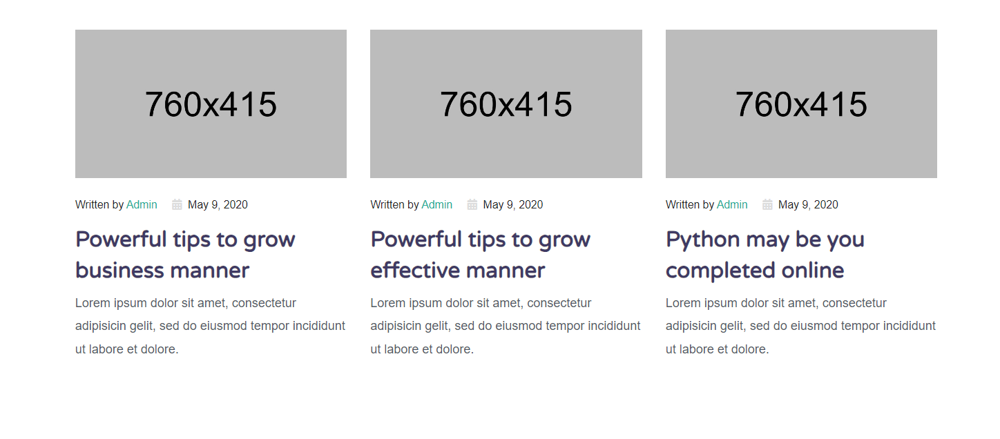 760x415
Written by Admin May 9, 2020
Powerful tips to grow
business manner
Lorem ipsum dolor sit amet, consectetur
adipisicin gelit, sed do eiusmod tempor incididunt
ut labore et dolore.
760x415
Written by Admin May 9, 2020
Powerful tips to grow
effective manner
Lorem ipsum dolor sit amet, consectetur
adipisicin gelit, sed do eiusmod tempor incididunt
ut labore et dolore.
760x415
Written by Admin May 9, 2020
Python may be you
completed online
Lorem ipsum dolor sit amet, consectetur
adipisicin gelit, sed do eiusmod tempor incididunt
ut labore et dolore.